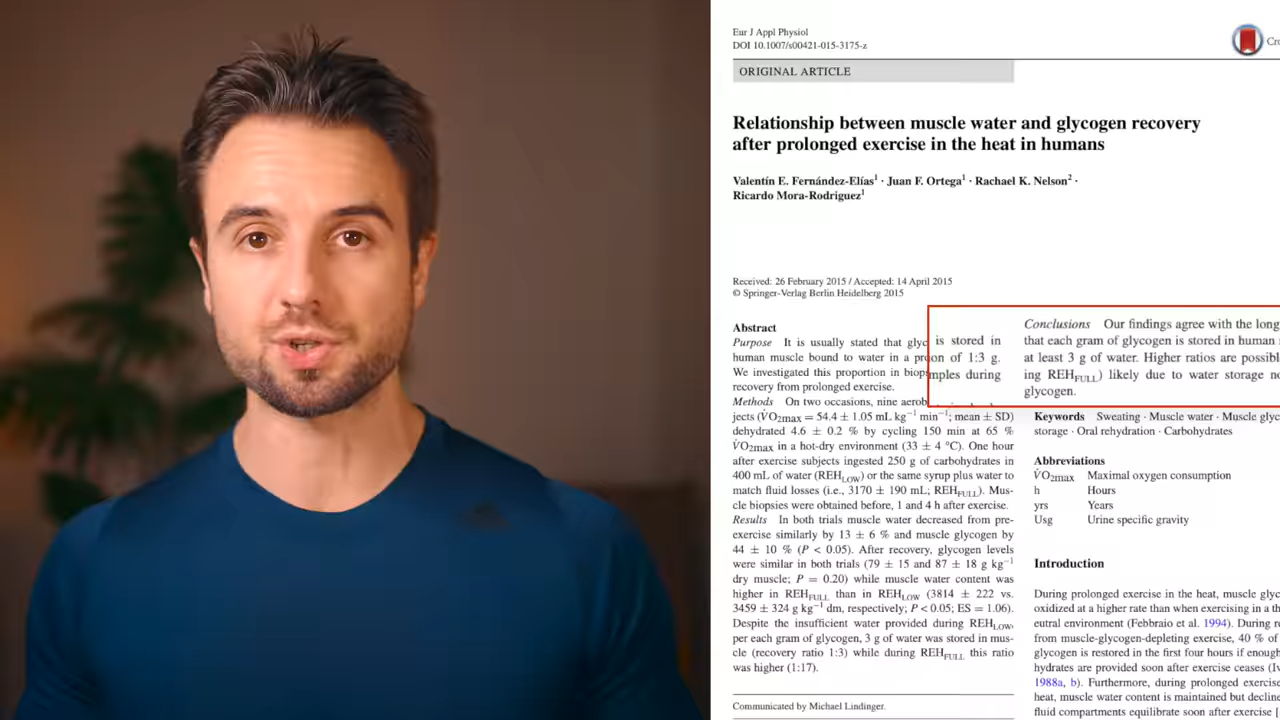 Eur J Appl Physiol
DOI 10.1007/s00421-015-3175-z
ORIGINAL ARTICLE
Relationship between muscle water and glycogen recovery
after prolonged exercise in the heat in humans
Valentín E. Fernández-Elías1 · Juan F. Ortega1 · Rachael K. Nelson2 ·
Ricardo Mora-Rodriguez1
Received: 26 February 2015 / Accepted: 14 April 2015
© Springer-Verlag Berlin Heidelberg 2015
Abstract
Purpose It is usually stated that glyc
human muscle bound to water in a pro
We investigated this proportion in biop
recovery from prolonged exercise.
Methods On two occasions, nine aerob
jects (V̇O2max = 54.4 ± 1.05 mL kg−1 min−1; mean ± SD)
dehydrated 4.6 ± 0.2 % by cycling 150 min at 65 %
V̇O2max in a hot-dry environment (33 ± 4 °C). One hour
after exercise subjects ingested 250 g of carbohydrates in
400 mL of water (REHLOW) or the same syrup plus water to
match fluid losses (i.e., 3170 ± 190 mL; REHFULL). Mus-
cle biopsies were obtained before, 1 and 4 h after exercise.
Results In both trials muscle water decreased from pre-
exercise similarly by 13 ± 6 % and muscle glycogen by
44 ± 10 % (P < 0.05). After recovery, glycogen levels
were similar in both trials (79 ± 15 and 87 ± 18 g kg−1
dry muscle; P = 0.20) while muscle water content was
higher in REHFULL than in REHLOW (3814 ± 222 vs.
3459 ± 324 g kg−1 dm, respectively; P < 0.05; ES = 1.06).
Despite the insufficient water provided during REHLOW,
per each gram of glycogen, 3 g of water was stored in mus-
cle (recovery ratio 1:3) while during REHFULL this ratio
was higher (1:17).
Communicated by Michael Lindinger.
is stored in
on of 1:3 g.
mples during
Conclusions Our findings agree with the long
that each gram of glycogen is stored in human
at least 3 g of water. Higher ratios are possibl
ing REHFULL) likely due to water storage no
glycogen.
Keywords Sweating · Muscle water · Muscle glyc
storage · Oral rehydration · Carbohydrates
Abbreviations
V̇O2max Maximal oxygen consumption
h Hours
yrs Years
Usg Urine specific gravity
Introduction
During prolonged exercise in the heat, muscle glyc
oxidized at a higher rate than when exercising in a th
eutral environment (Febbraio et al. 1994). During re
from muscle-glycogen-depleting exercise, 40 % of
glycogen is restored in the first four hours if enough
hydrates are provided soon after exercise ceases (Iv
1988a, b). Furthermore, during prolonged exercise
heat, muscle water content is maintained but decline
fluid compartments equilibrate soon after exercise [